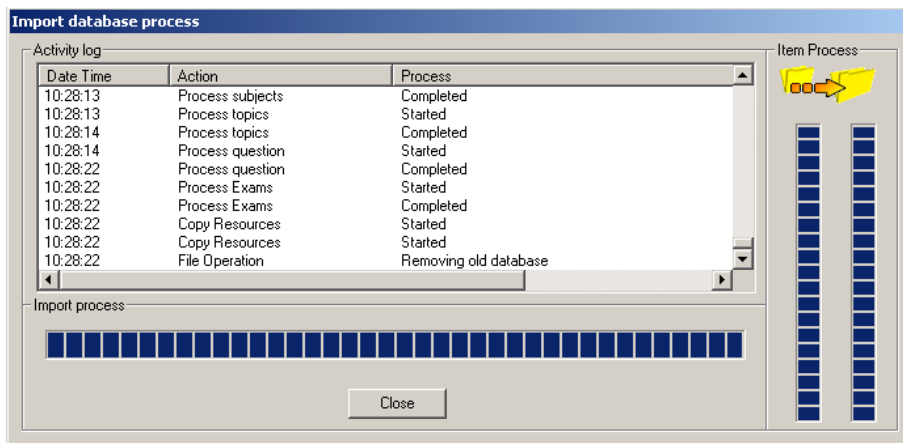 Import database process
Activity log
Item Process
Date Time Action Process
10:28:13 Process subjects Completed
10:28:13 Process topics Started
10:28:14 Process topics Completed
10:28:14 Process question Started
10:28:22 Process question Completed
10:28:22 Process Exams Started
10:28:22 Process Exams Completed
10:28:22 Copy Resources Started
10:28:22 Copy Resources Started
10:28:22 File Operation Removing old database
Import process
Close